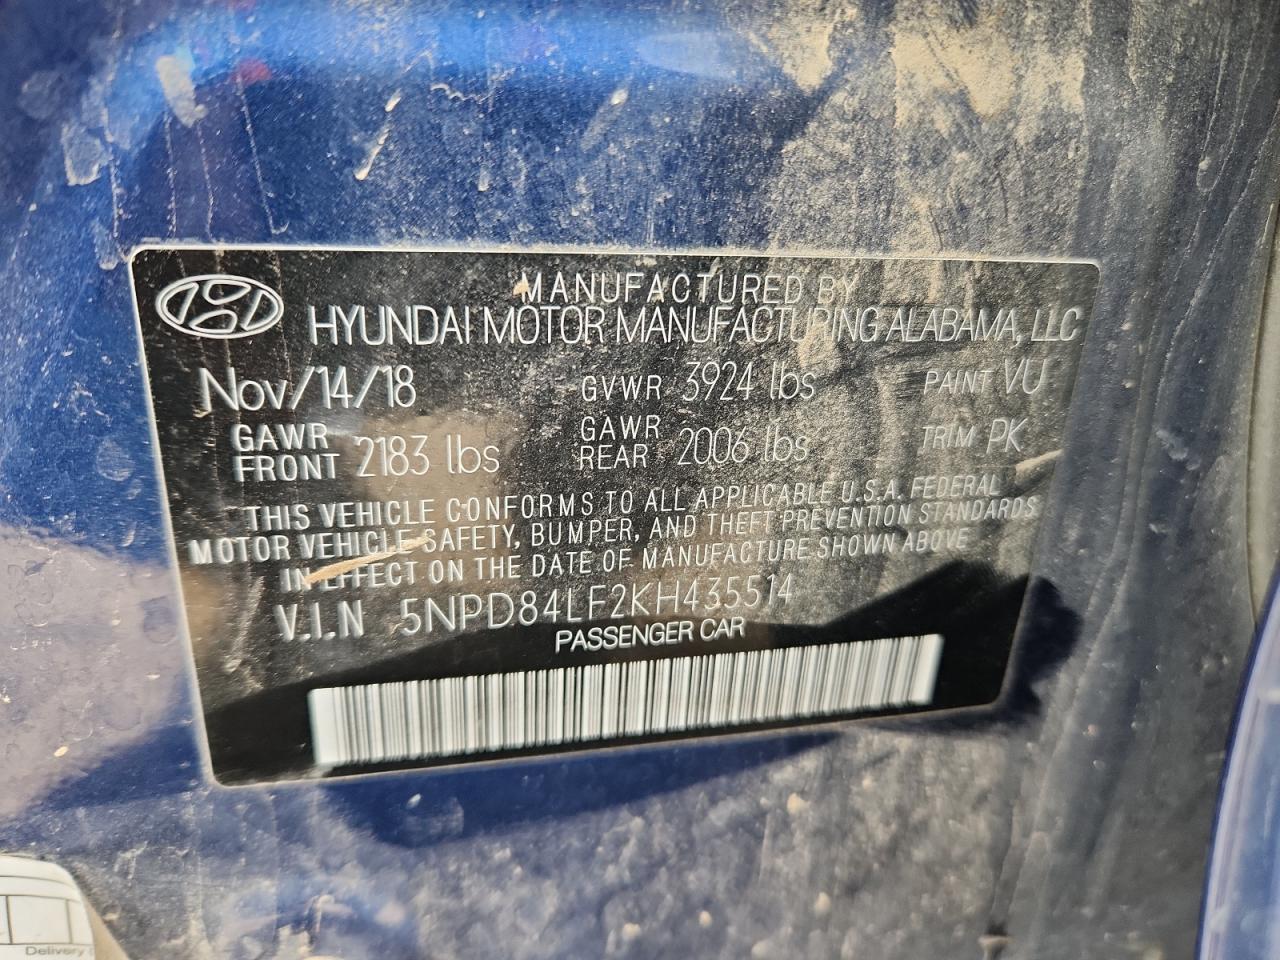 MANUFACTURED BY
HYUNDAI MOTOR MANUFACTURING ALABAMA, LLC
Nov/14/18 GVWR 3924 lbs PAINT VU
GAWR FRONT 2183 lbs GAWR REAR 2006 lbs TRIM PK
THIS VEHICLE CONFORMS TO ALL APPLICABLE U.S.A. FEDERAL
MOTOR VEHICLE SAFETY, BUMPER, AND THEFT PREVENTION STANDARDS
IN EFFECT ON THE DATE OF MANUFACTURE SHOWN ABOVE
V.I.N 5NPD84LF2KH435514
PASSENGER CAR
Delivery